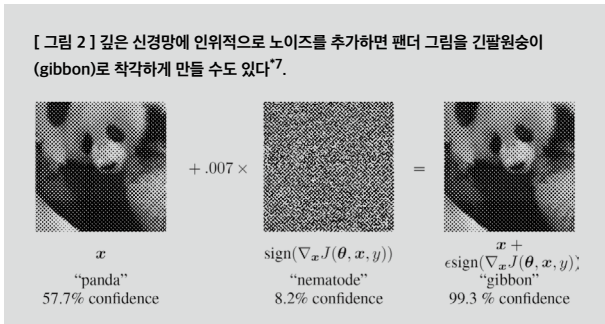 [ 그림 2 ] 깊은 신경망에 인위적으로 노이즈를 추가하면 팬더 그림을 긴팔원숭이
(gibbon)로 착각하게 만들 수도 있다*7.
+ .007 ×
=
x
sign(∇xJ(θ, x, y))
x +
ϵsign(∇xJ(θ, x, y))
“panda”
“nematode”
“gibbon”
57.7% confidence
8.2% confidence
99.3 % confidence